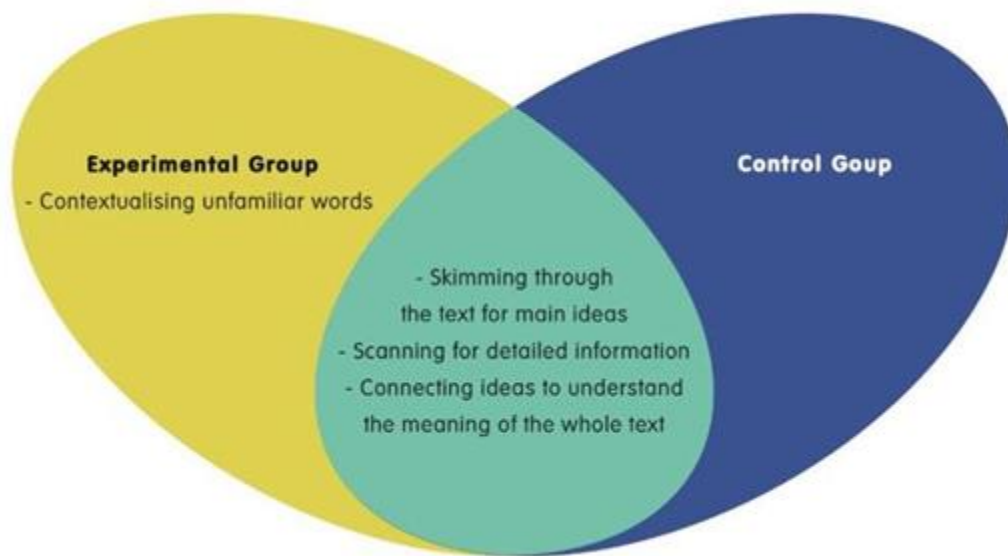 Experimental Group
- Contextualising unfamiliar words
Control Goup
- Skimming through
the text for main ideas
- Scanning for detailed information
- Connecting ideas to understand
the meaning of the whole text